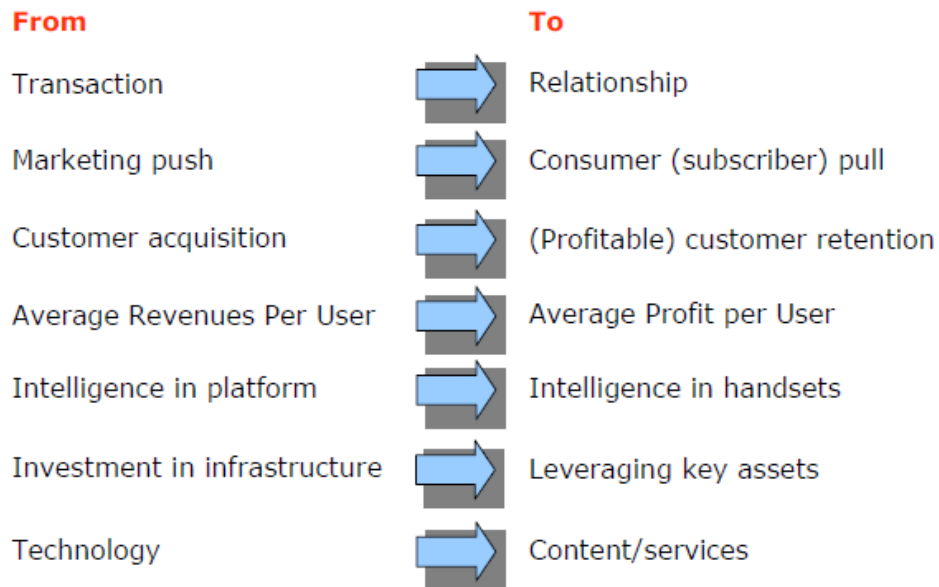 From To
Transaction Relationship
Marketing push Consumer (subscriber) pull
Customer acquisition (Profitable) customer retention
Average Revenues Per User Average Profit per User
Intelligence in platform Intelligence in handsets
Investment in infrastructure Leveraging key assets
Technology Content/services